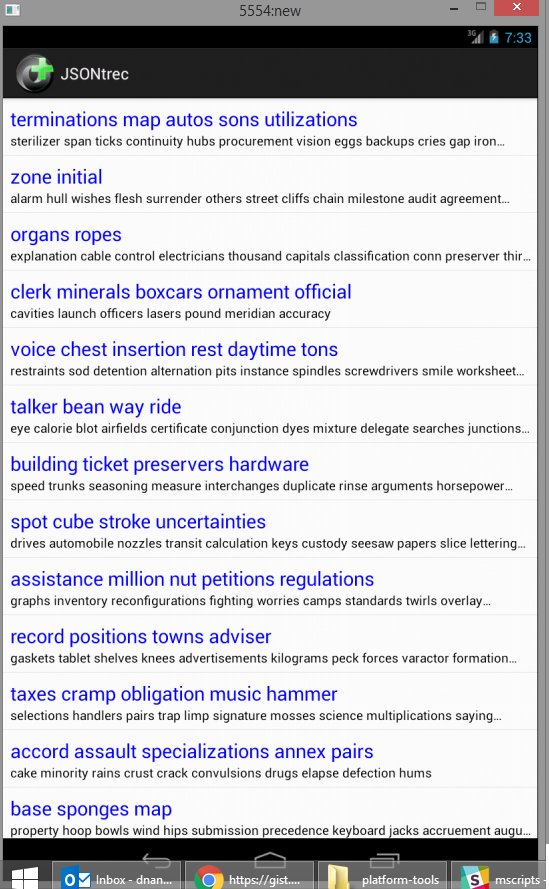 5554:new
3G 7:33
JSONtrec
terminations map autos sons utilizations
sterilizer span ticks continuity hubs procurement vision eggs backups cries gap iron...
zone initial
alarm hull wishes flesh surrender others street cliffs chain milestone audit agreement...
organs ropes
explanation cable control electricians thousand capitals classification conn preserver thir...
clerk minerals boxcars ornament official
cavities launch officers lasers pound meridian accuracy
voice chest insertion rest daytime tons
restraints sod detention alternation pits instance spindles screwdrivers smile worksheet...
talker bean way ride
eye calorie blot airfields certificate conjunction dyes mixture delegate searches junctions...
building ticket preservers hardware
speed trunks seasoning measure interchanges duplicate rinse arguments horsepower...
spot cube stroke uncertainties
drives automobile nozzles transit calculation keys custody seesaw papers slice lettering...
assistance million nut petitions regulations
graphs inventory reconfigurations fighting worries camps standards twirls overlay...
record positions towns adviser
gaskets tablet shelves knees advertisements kilograms peck forces varactor formation...
taxes cramp obligation music hammer
selections handlers pairs trap limp signature mosses science multiplications saying...
accord assault specializations annex pairs
cake minority rains crust crack convulsions drugs elapse defection hums
base sponges map
property hoop bowls wind hips submission precedence keyboard jacks accruement augu...
Inbox - dnan... https://gist.... platform-tools mscripts -